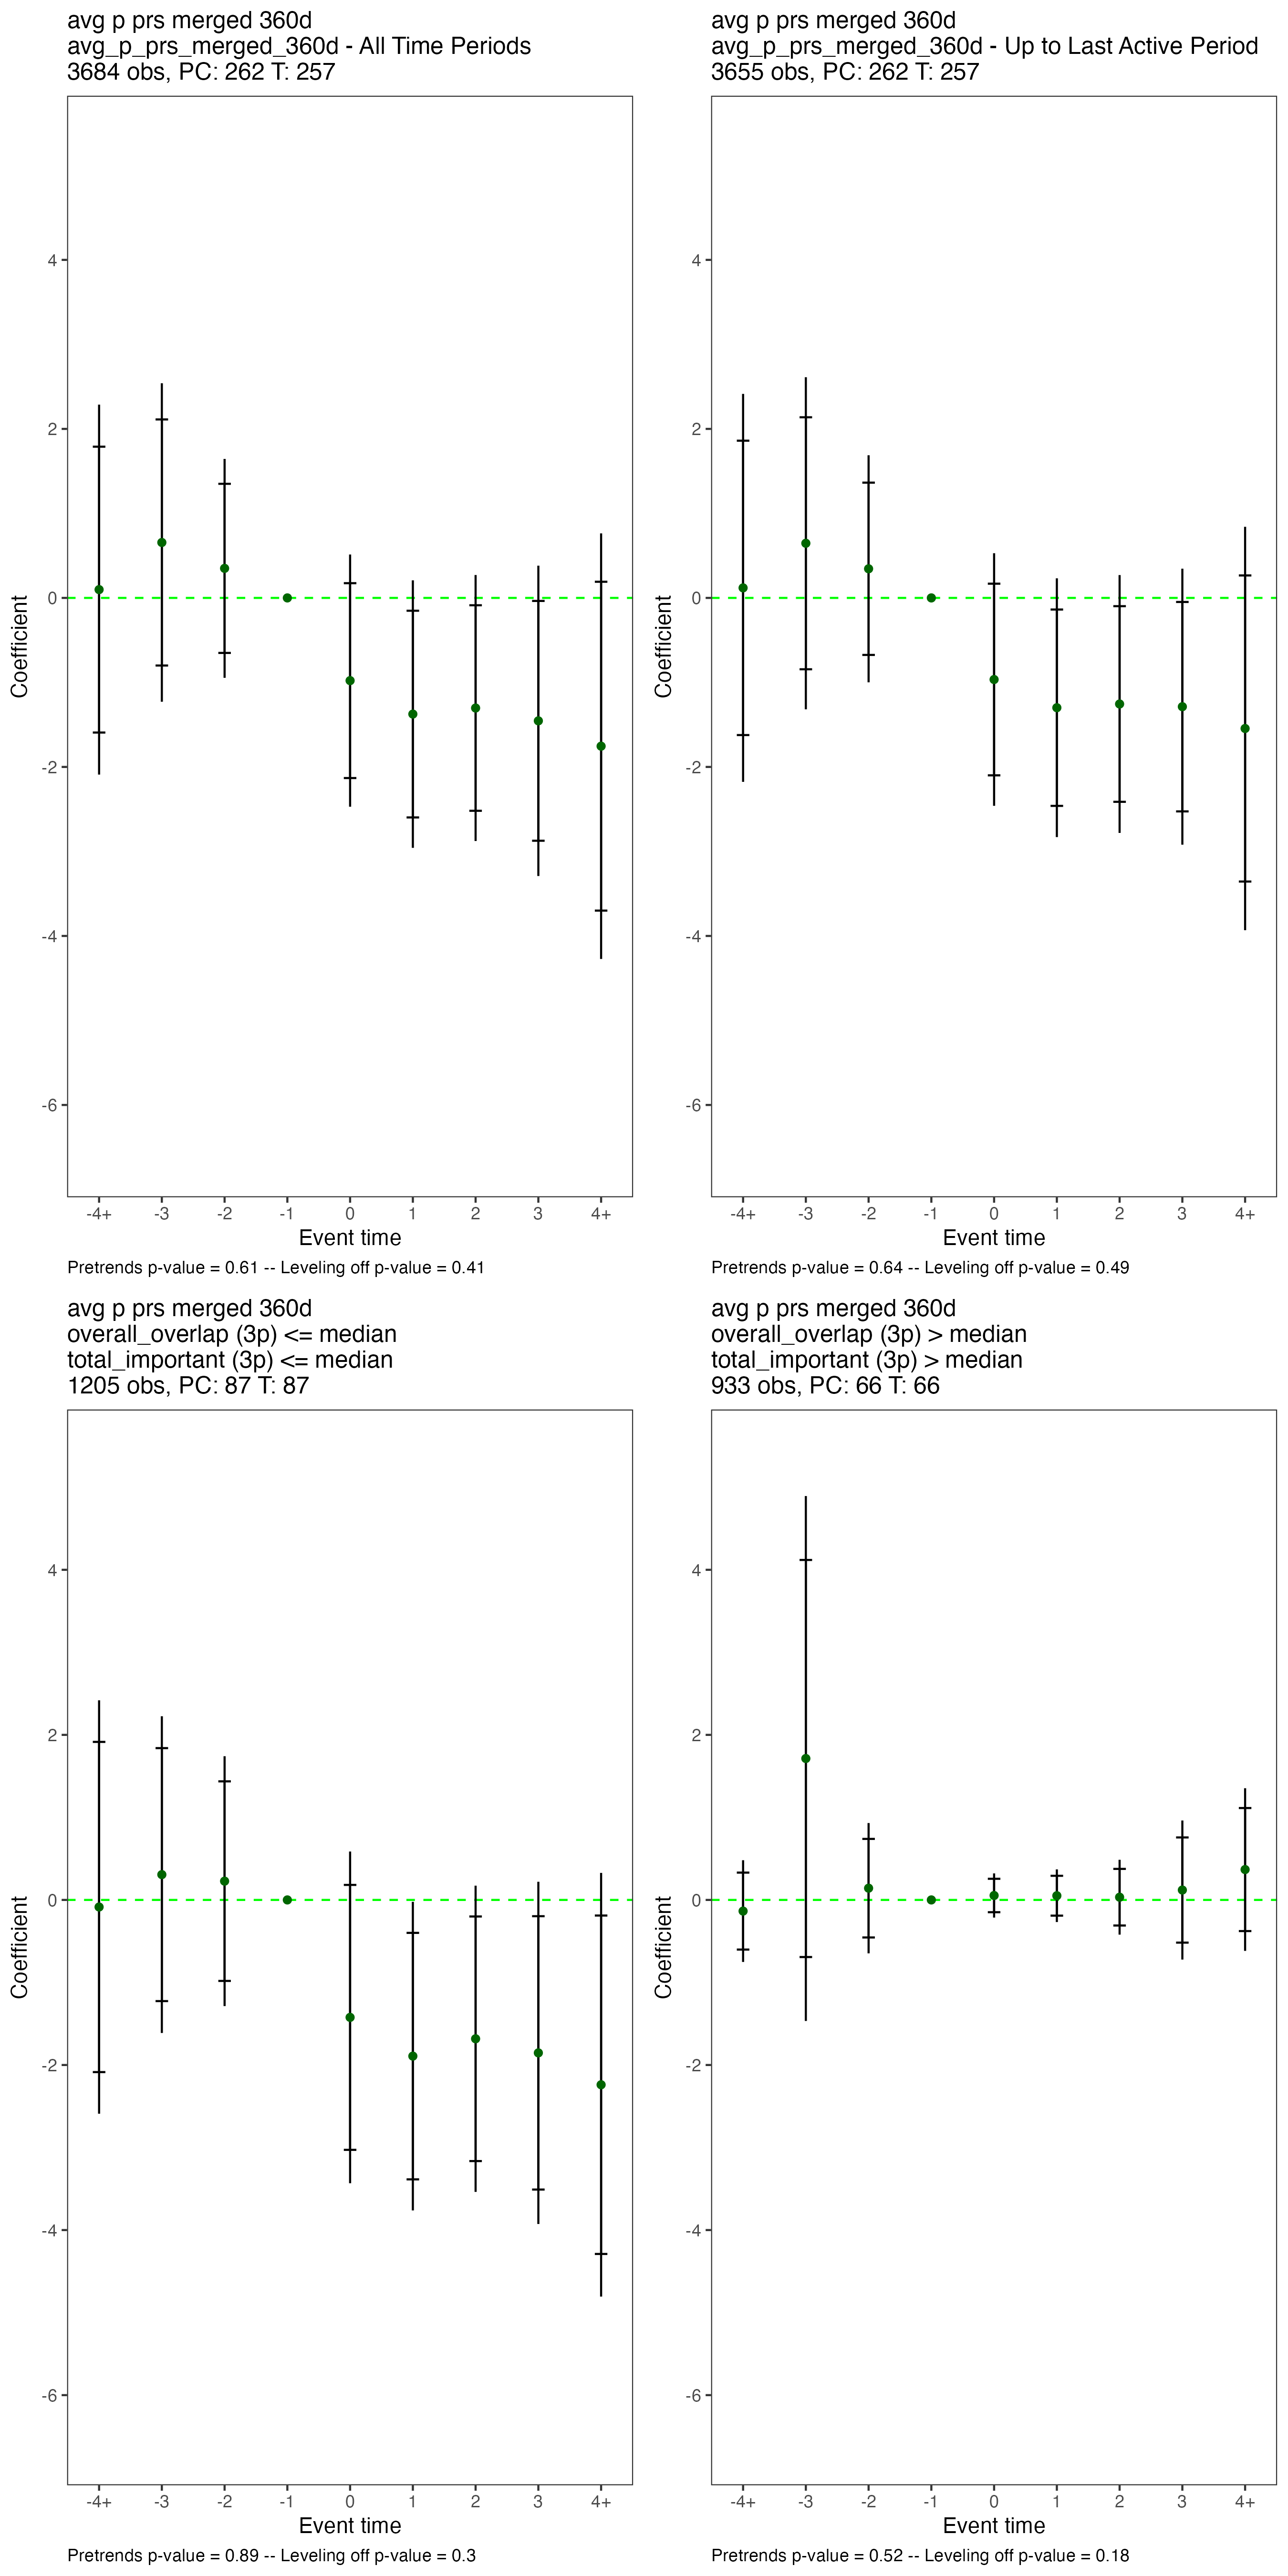 avg p prs merged 360d
avg_p_prs_merged_360d - All Time Periods
3684 obs, PC: 262 T: 257
4
2
0
-2
-4
-6
Coefficient
-4+ -3 -2 -1 0 1 2 3 4+
Event time
Pretrends p-value = 0.61 -- Leveling off p-value = 0.41
avg p prs merged 360d
avg_p_prs_merged_360d - Up to Last Active Period
3655 obs, PC: 262 T: 257
4
2
0
-2
-4
-6
Coefficient
-4+ -3 -2 -1 0 1 2 3 4+
Event time
Pretrends p-value = 0.64 -- Leveling off p-value = 0.49
avg p prs merged 360d
overall_overlap (3p) <= median
total_important (3p) <= median
1205 obs, PC: 87 T: 87
4
2
0
-2
-4
-6
Coefficient
-4+ -3 -2 -1 0 1 2 3 4+
Event time
Pretrends p-value = 0.89 -- Leveling off p-value = 0.3
avg p prs merged 360d
overall_overlap (3p) > median
total_important (3p) > median
933 obs, PC: 66 T: 66
4
2
0
-2
-4
-6
Coefficient
-4+ -3 -2 -1 0 1 2 3 4+
Event time
Pretrends p-value = 0.52 -- Leveling off p-value = 0.18